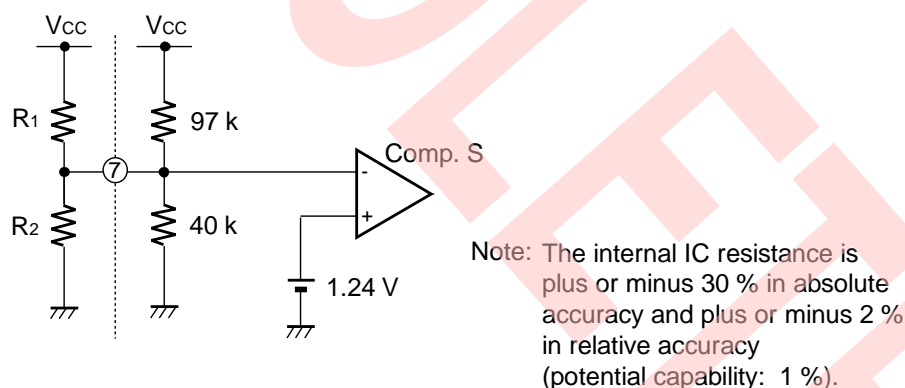 VCC VCC
R1 97 k
7
Comp. S
-
R2 40 k
+
1.24 V
Note: The internal IC resistance is
plus or minus 30 % in absolute
accuracy and plus or minus 2 %
in relative accuracy
(potential capability: 1 %).